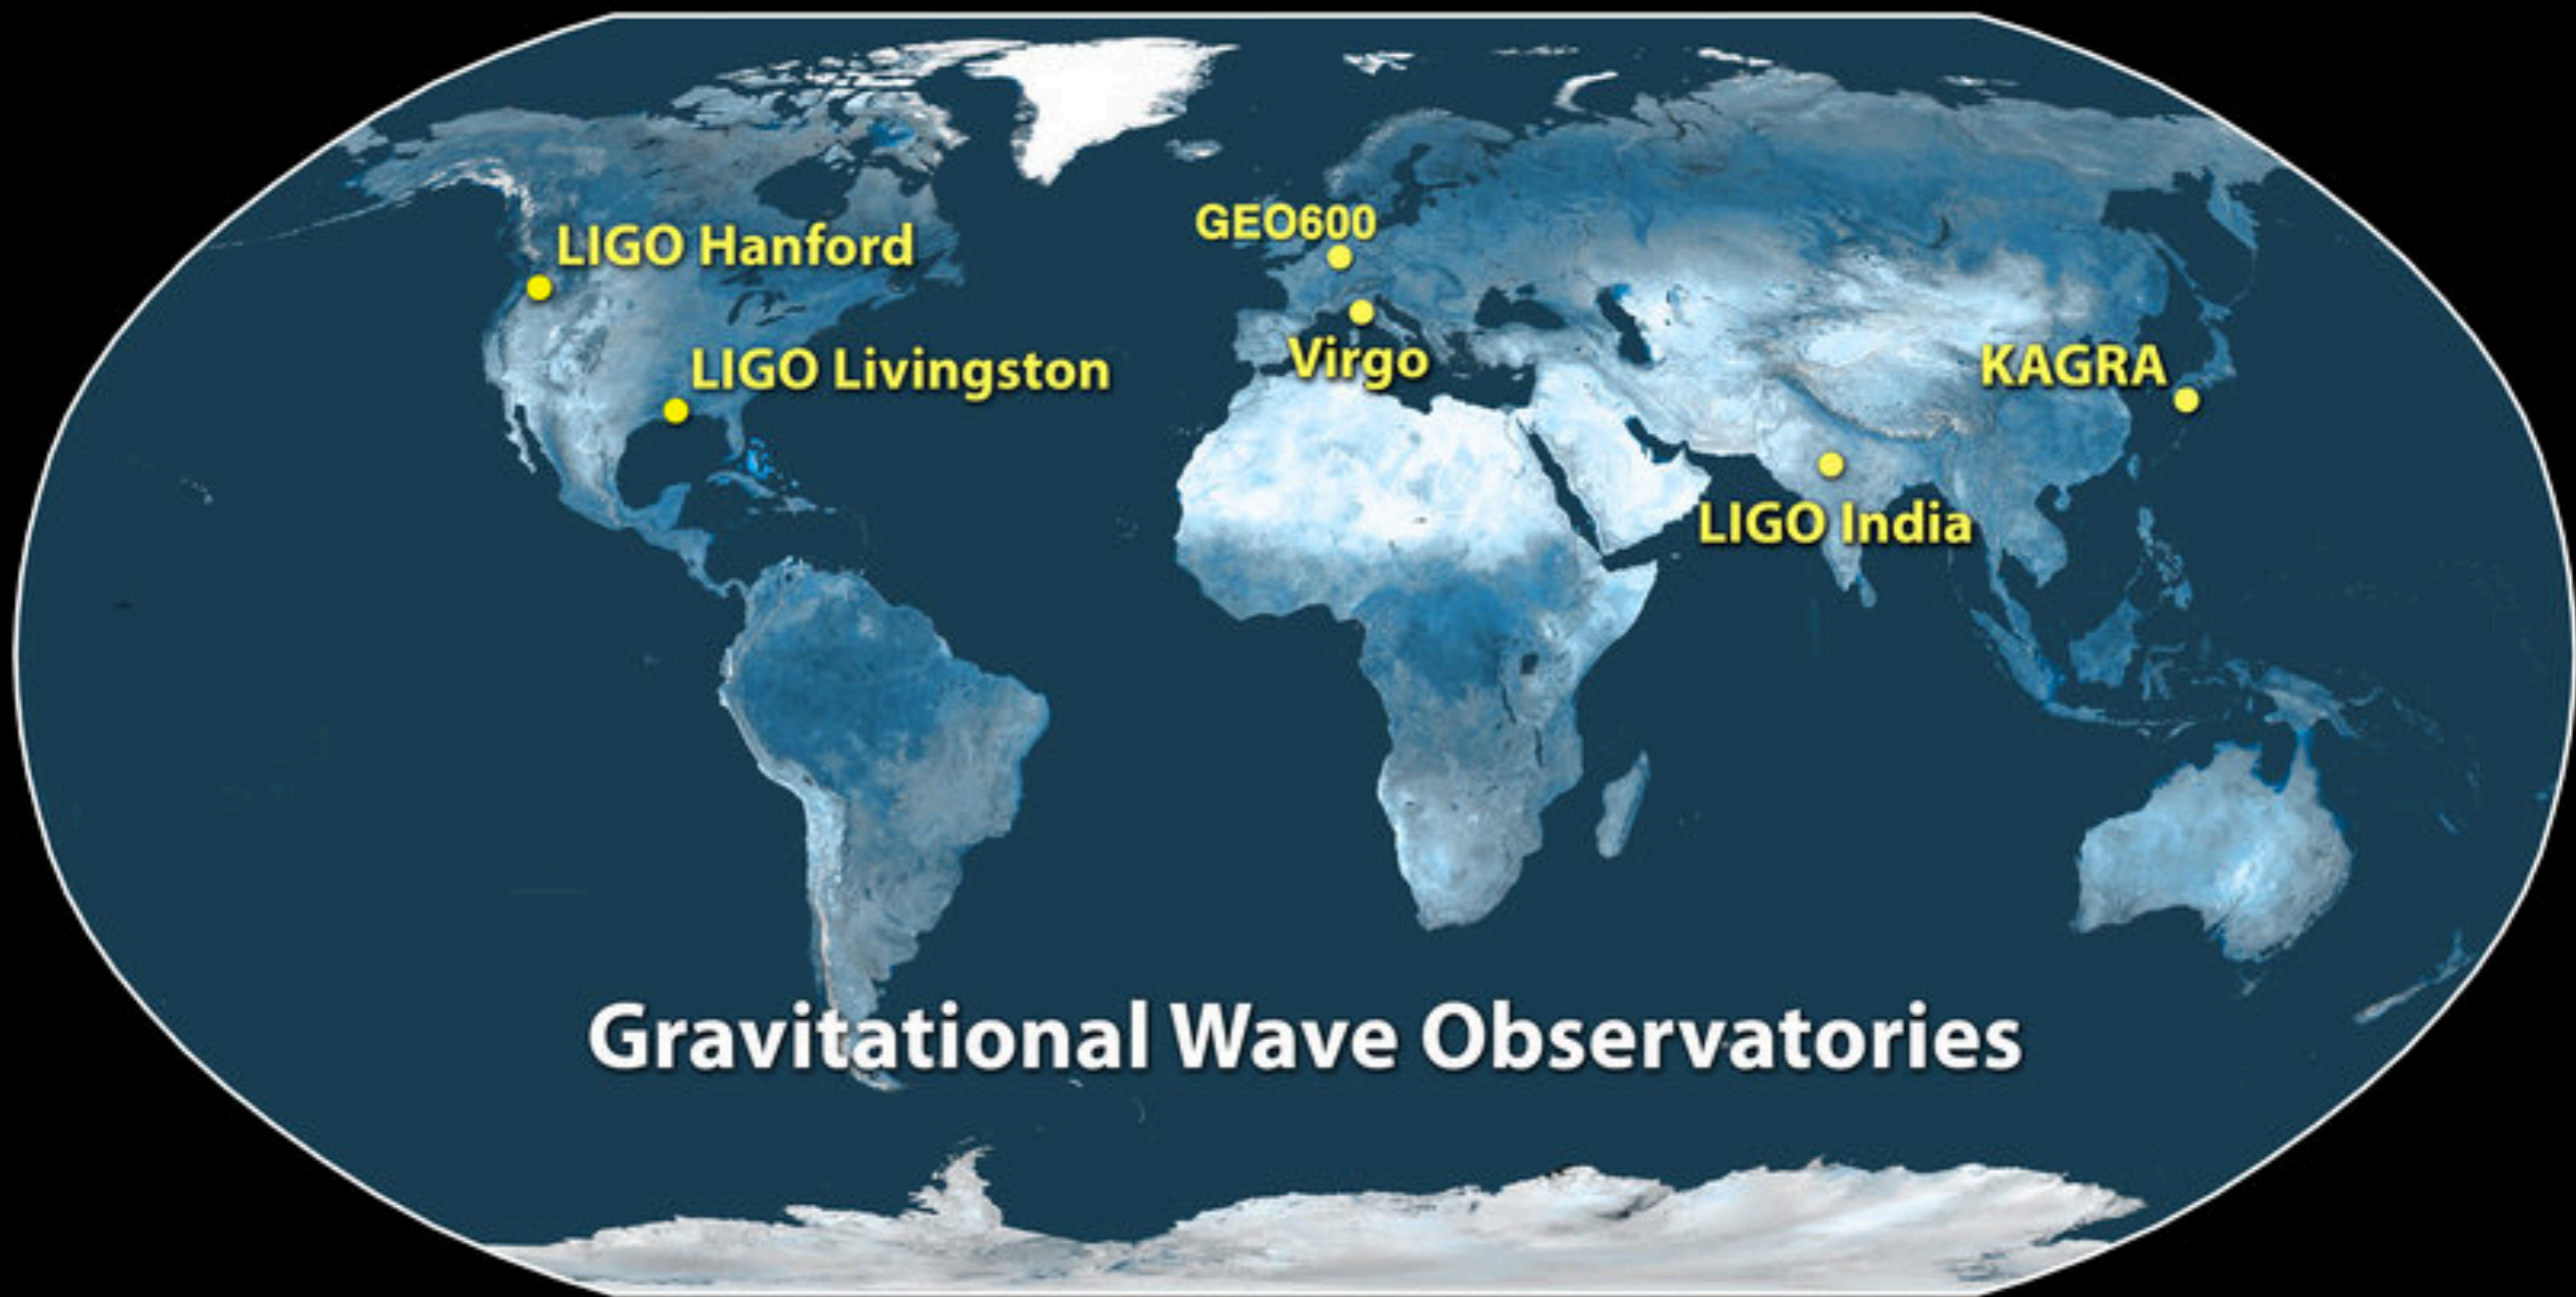 GEO600
LIGO Hanford
Virgo
LIGO Livingston
KAGRA
LIGO India
Gravitational Wave Observatories